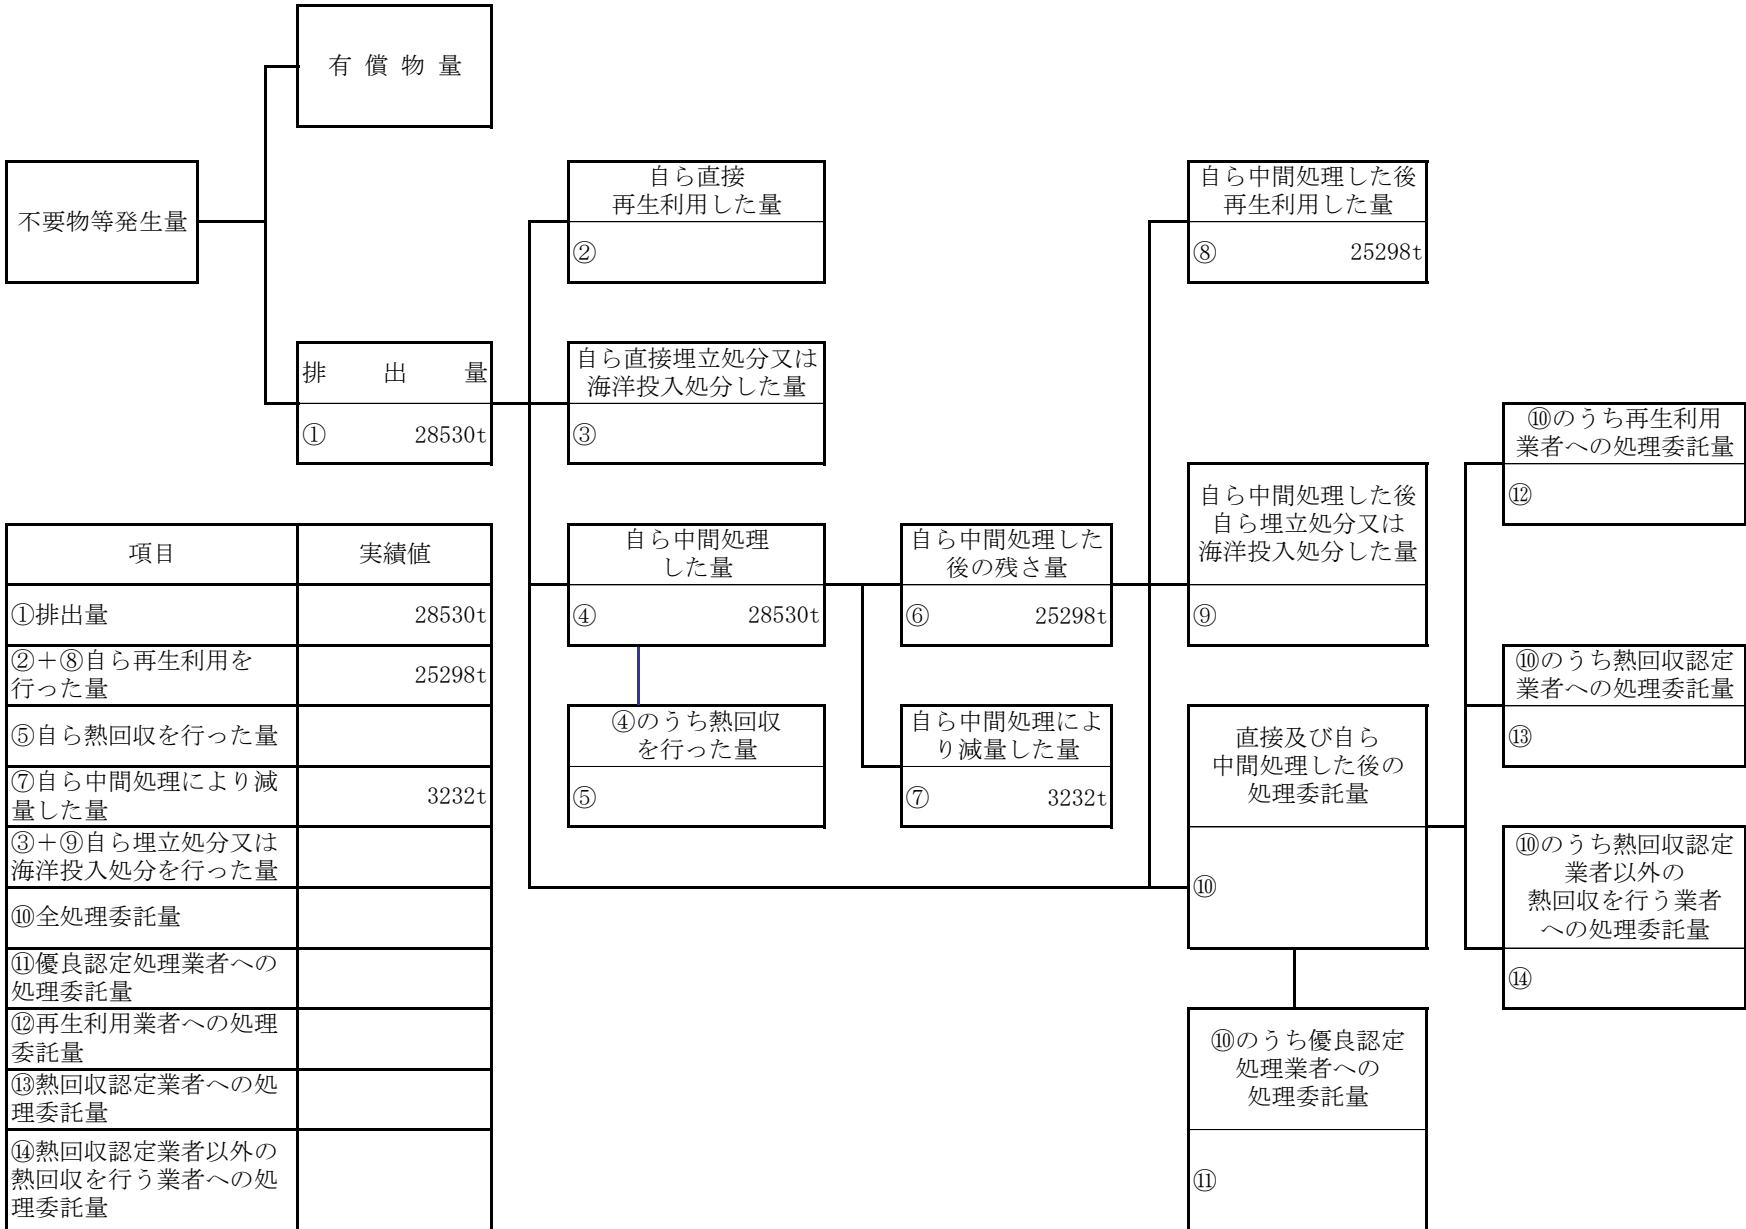 有償物量
不要物等発生量
自ら直接
再生利用した量
②
自ら中間処理した後
再生利用した量
⑧ 25298t
排出量
① 28530t
自ら直接埋立処分又は
海洋投入処分した量
③
⑩のうち再生利用
業者への処理委託量
⑫
自ら中間処理した後
自ら埋立処分又は
海洋投入処分した量
⑨
自ら中間処理
した量
④ 28530t
自ら中間処理した
後の残さ量
⑥ 25298t
⑩のうち熱回収認定
業者への処理委託量
⑬
④のうち熱回収
を行った量
⑤
自ら中間処理によ
り減量した量
⑦ 3232t
直接及び自ら
中間処理した後の
処理委託量
⑩
⑩のうち熱回収認定
業者以外の
熱回収を行う業者
への処理委託量
⑭
⑩のうち優良認定
処理業者への
処理委託量
⑪
項目 実績値
①排出量 28530t
②＋⑧自ら再生利用を
行った量 25298t
⑤自ら熱回収を行った量
⑦自ら中間処理により減
量した量 3232t
③＋⑨自ら埋立処分又は
海洋投入処分を行った量
⑩全処理委託量
⑪優良認定処理業者への
処理委託量
⑫再生利用業者への処理
委託量
⑬熱回収認定業者への処
理委託量
⑭熱回収認定業者以外の
熱回収を行う業者への処
理委託量